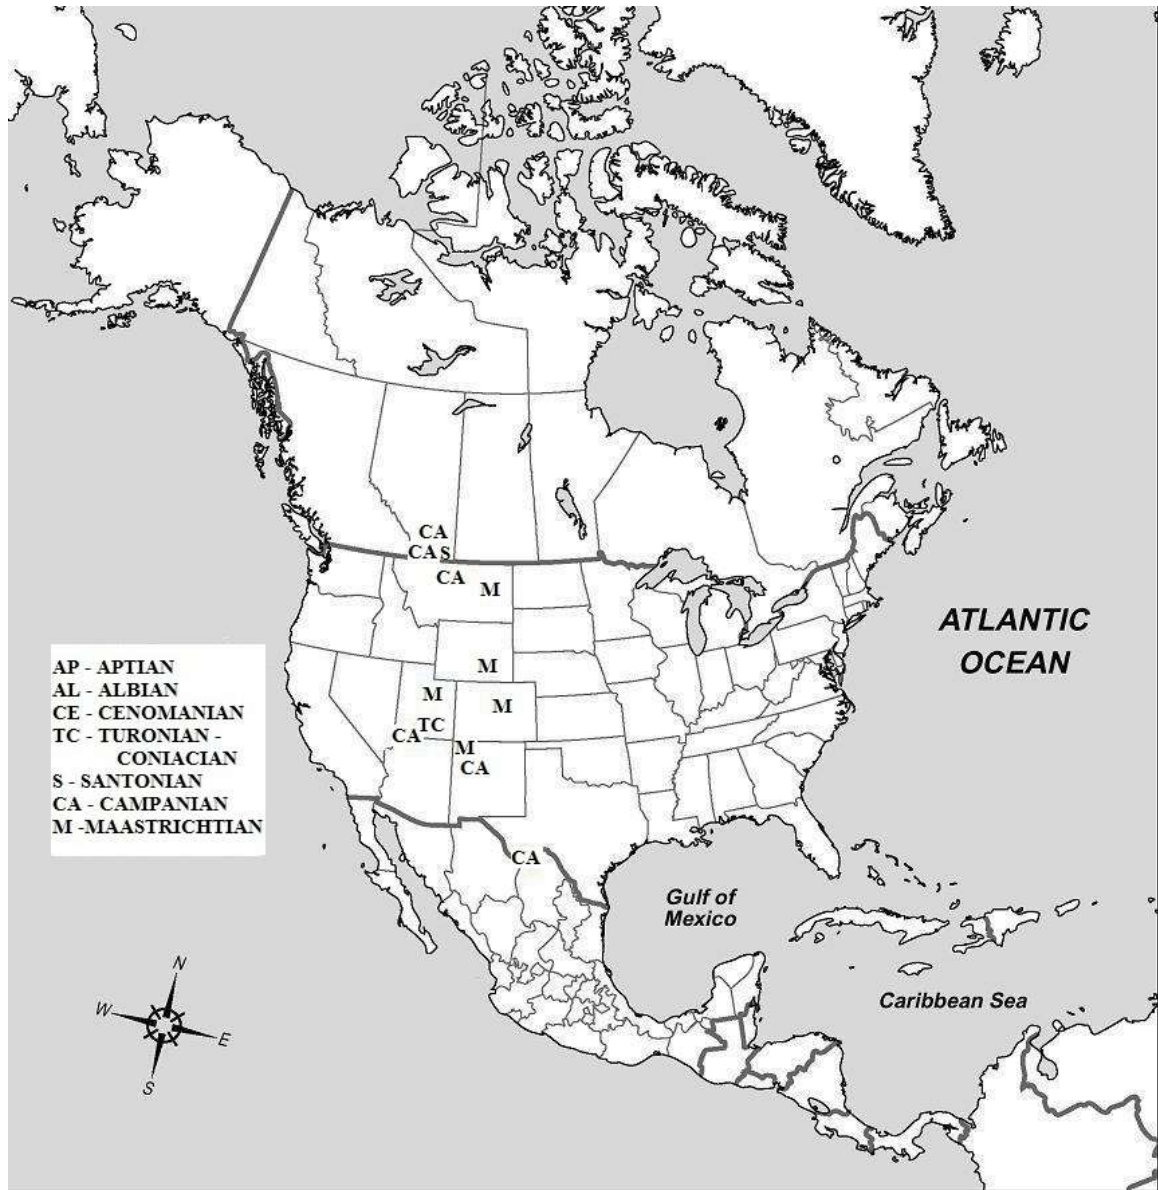 CA
CA S
CA
M
M
M
M
TC
CA
M
CA
CA
ATLANTIC
OCEAN
AP - APTIAN
AL - ALBIAN
CE - CENOMANIAN
TC - TURONIAN -
CONIACIAN
S - SANTONIAN
CA - CAMPANIAN
M -MAASTRICHTIAN
Gulf of
Mexico
Caribbean Sea
N
W
E
S